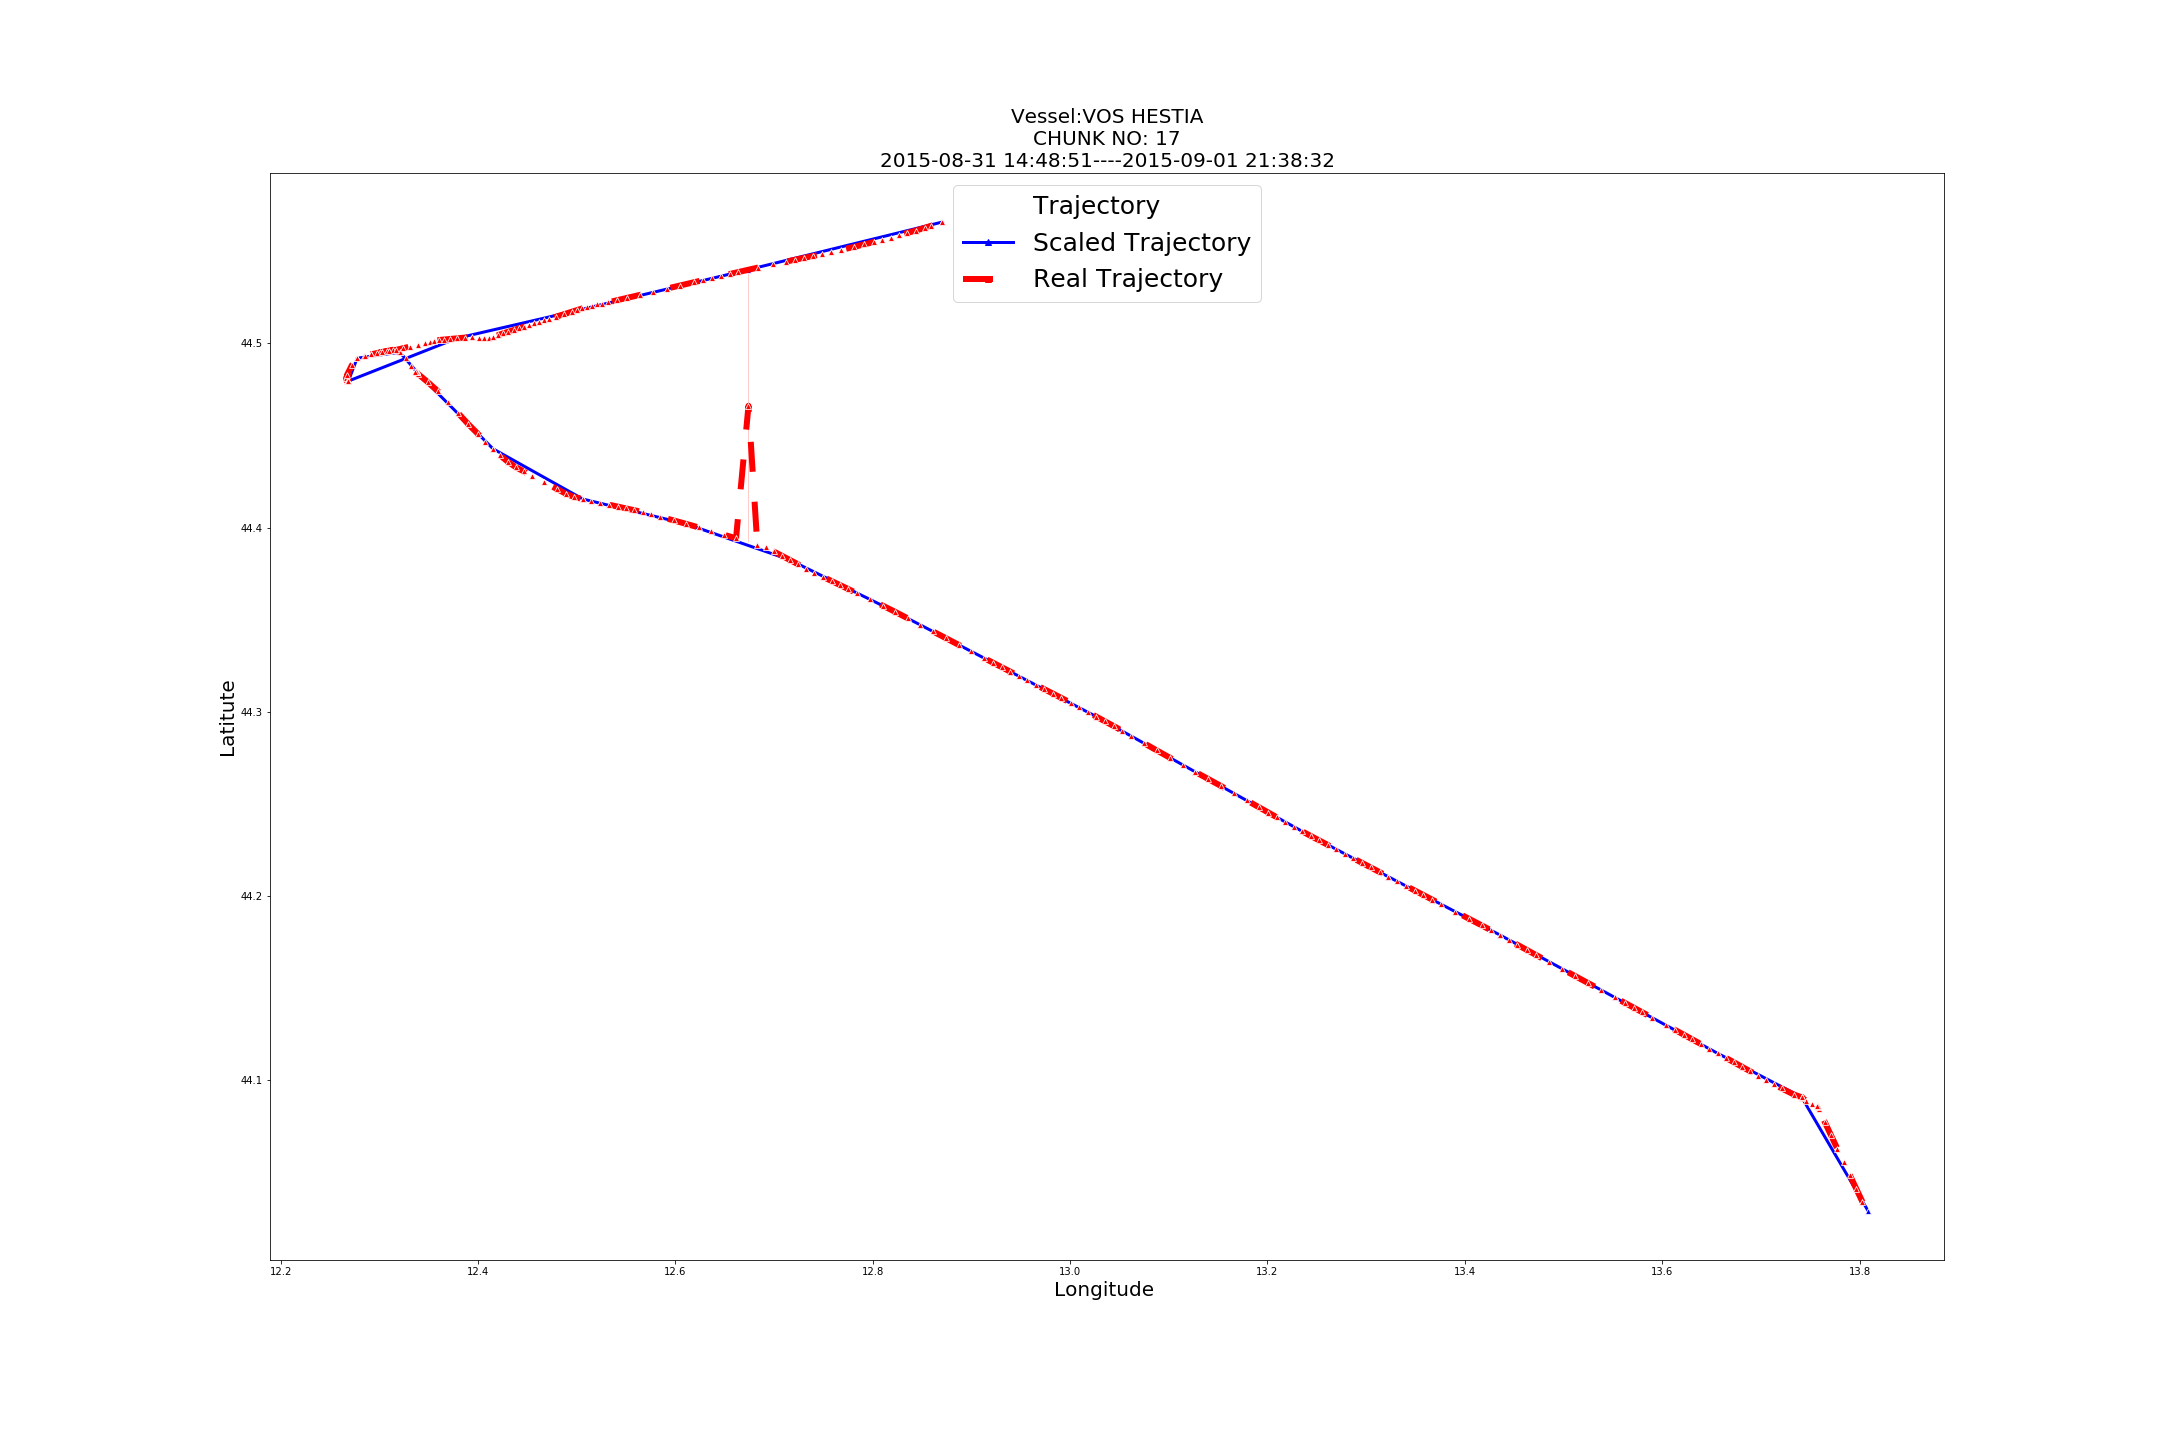 Vessel:VOS HESTIA
CHUNK NO: 17
2015-08-31 14:48:51----2015-09-01 21:38:32
Trajectory
Scaled Trajectory
Real Trajectory
44.5
44.4
44.3
44.2
44.1
Latitute
12.2 12.4 12.6 12.8 13.0 13.2 13.4 13.6 13.8
Longitude